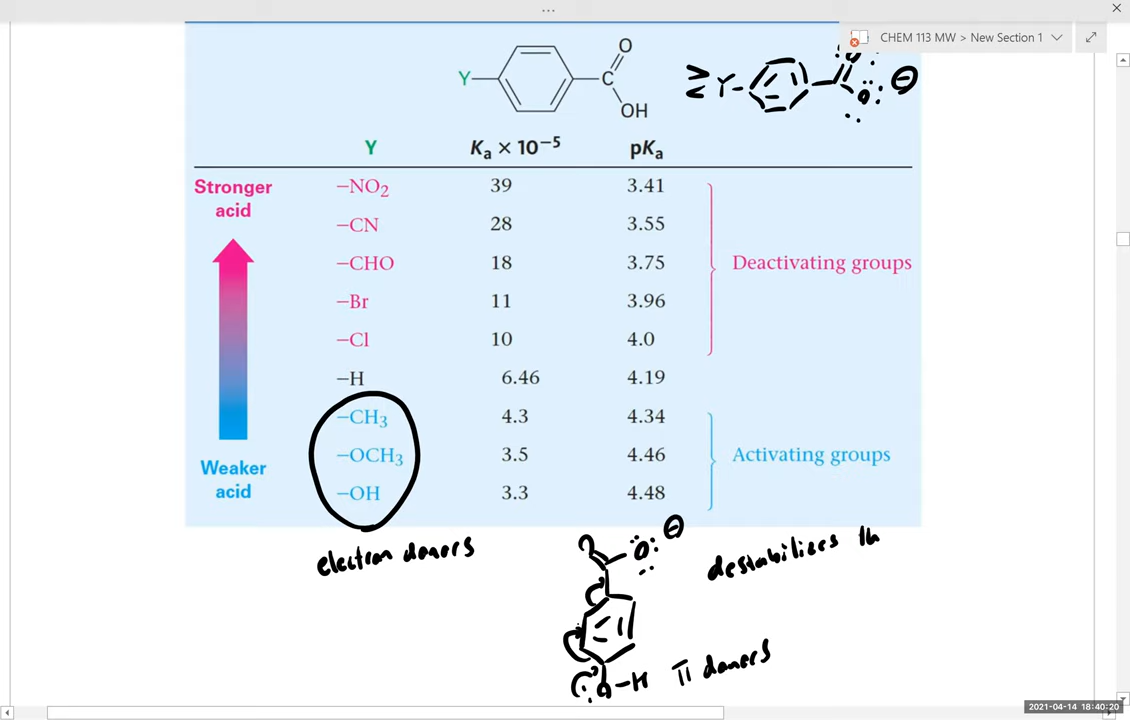 CHEM 113 MW > New Section 1
O
Y
C
OH
Y
O
⊖
Y
Kₐ × 10⁻⁵
pKₐ
Stronger
acid
–NO₂ 39 3.41
–CN 28 3.55
–CHO 18 3.75
Deactivating groups
–Br 11 3.96
–Cl 10 4.0
–H 6.46 4.19
–CH₃ 4.3 4.34
–OCH₃ 3.5 4.46
Activating groups
Weaker
acid
–OH 3.3 4.48
electron donors
O
⊖
destabilizes th
O–H
π donors
2021-04-14 18:40:20